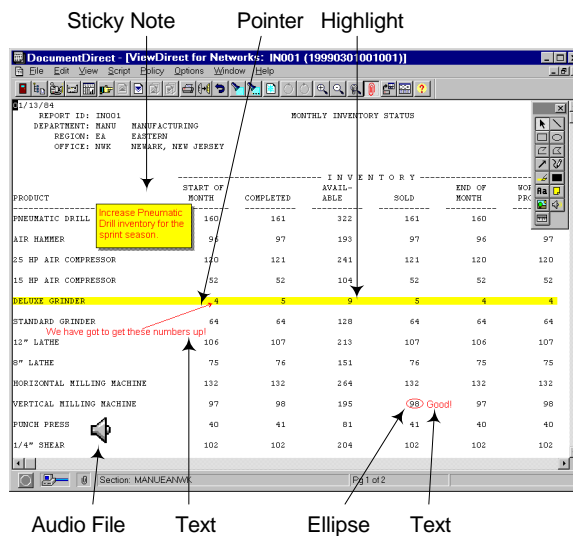 Sticky Note Pointer Highlight
DocumentDirect - [ViewDirect for Networks: IN001 (19990301001001)]
File Edit View Script Policy Options Window Help
01/13/84
REPORT ID: INO01 MONTHLY INVENTORY STATUS
DEPARTMENT: MANU MANUFACTURING
REGION: EA EASTERN
OFFICE: NWK NEWARK, NEW JERSEY
I N V E N T O R Y
START OF AVAIL- END OF
PRODUCT MONTH COMPLETED ABLE SOLD MONTH
Increase Pneumatic
Drill inventory for the
sprint season.
PNEUMATIC DRILL 160 161 322 161 160
AIR HAMMER 96 97 193 97 96 97
25 HP AIR COMPRESSOR 120 121 241 121 120 120
15 HP AIR COMPRESSOR 52 52 104 52 52 52
DELUXE GRINDER 4 5 9 5 4 4
STANDARD GRINDER 64 64 128 64 64 64
We have got to get these numbers up!
12" LATHE 106 107 213 107 106 107
8" LATHE 75 76 151 76 75 75
HORIZONTAL MILLING MACHINE 132 132 264 132 132 132
VERTICAL MILLING MACHINE 97 98 195 98 Good! 97 98
PUNCH PRESS 40 41 81 41 40 40
1/4" SHEAR 102 102 204 102 102 102
Section: MANUEANWK Pg 1 of 2
Audio File Text Ellipse Text